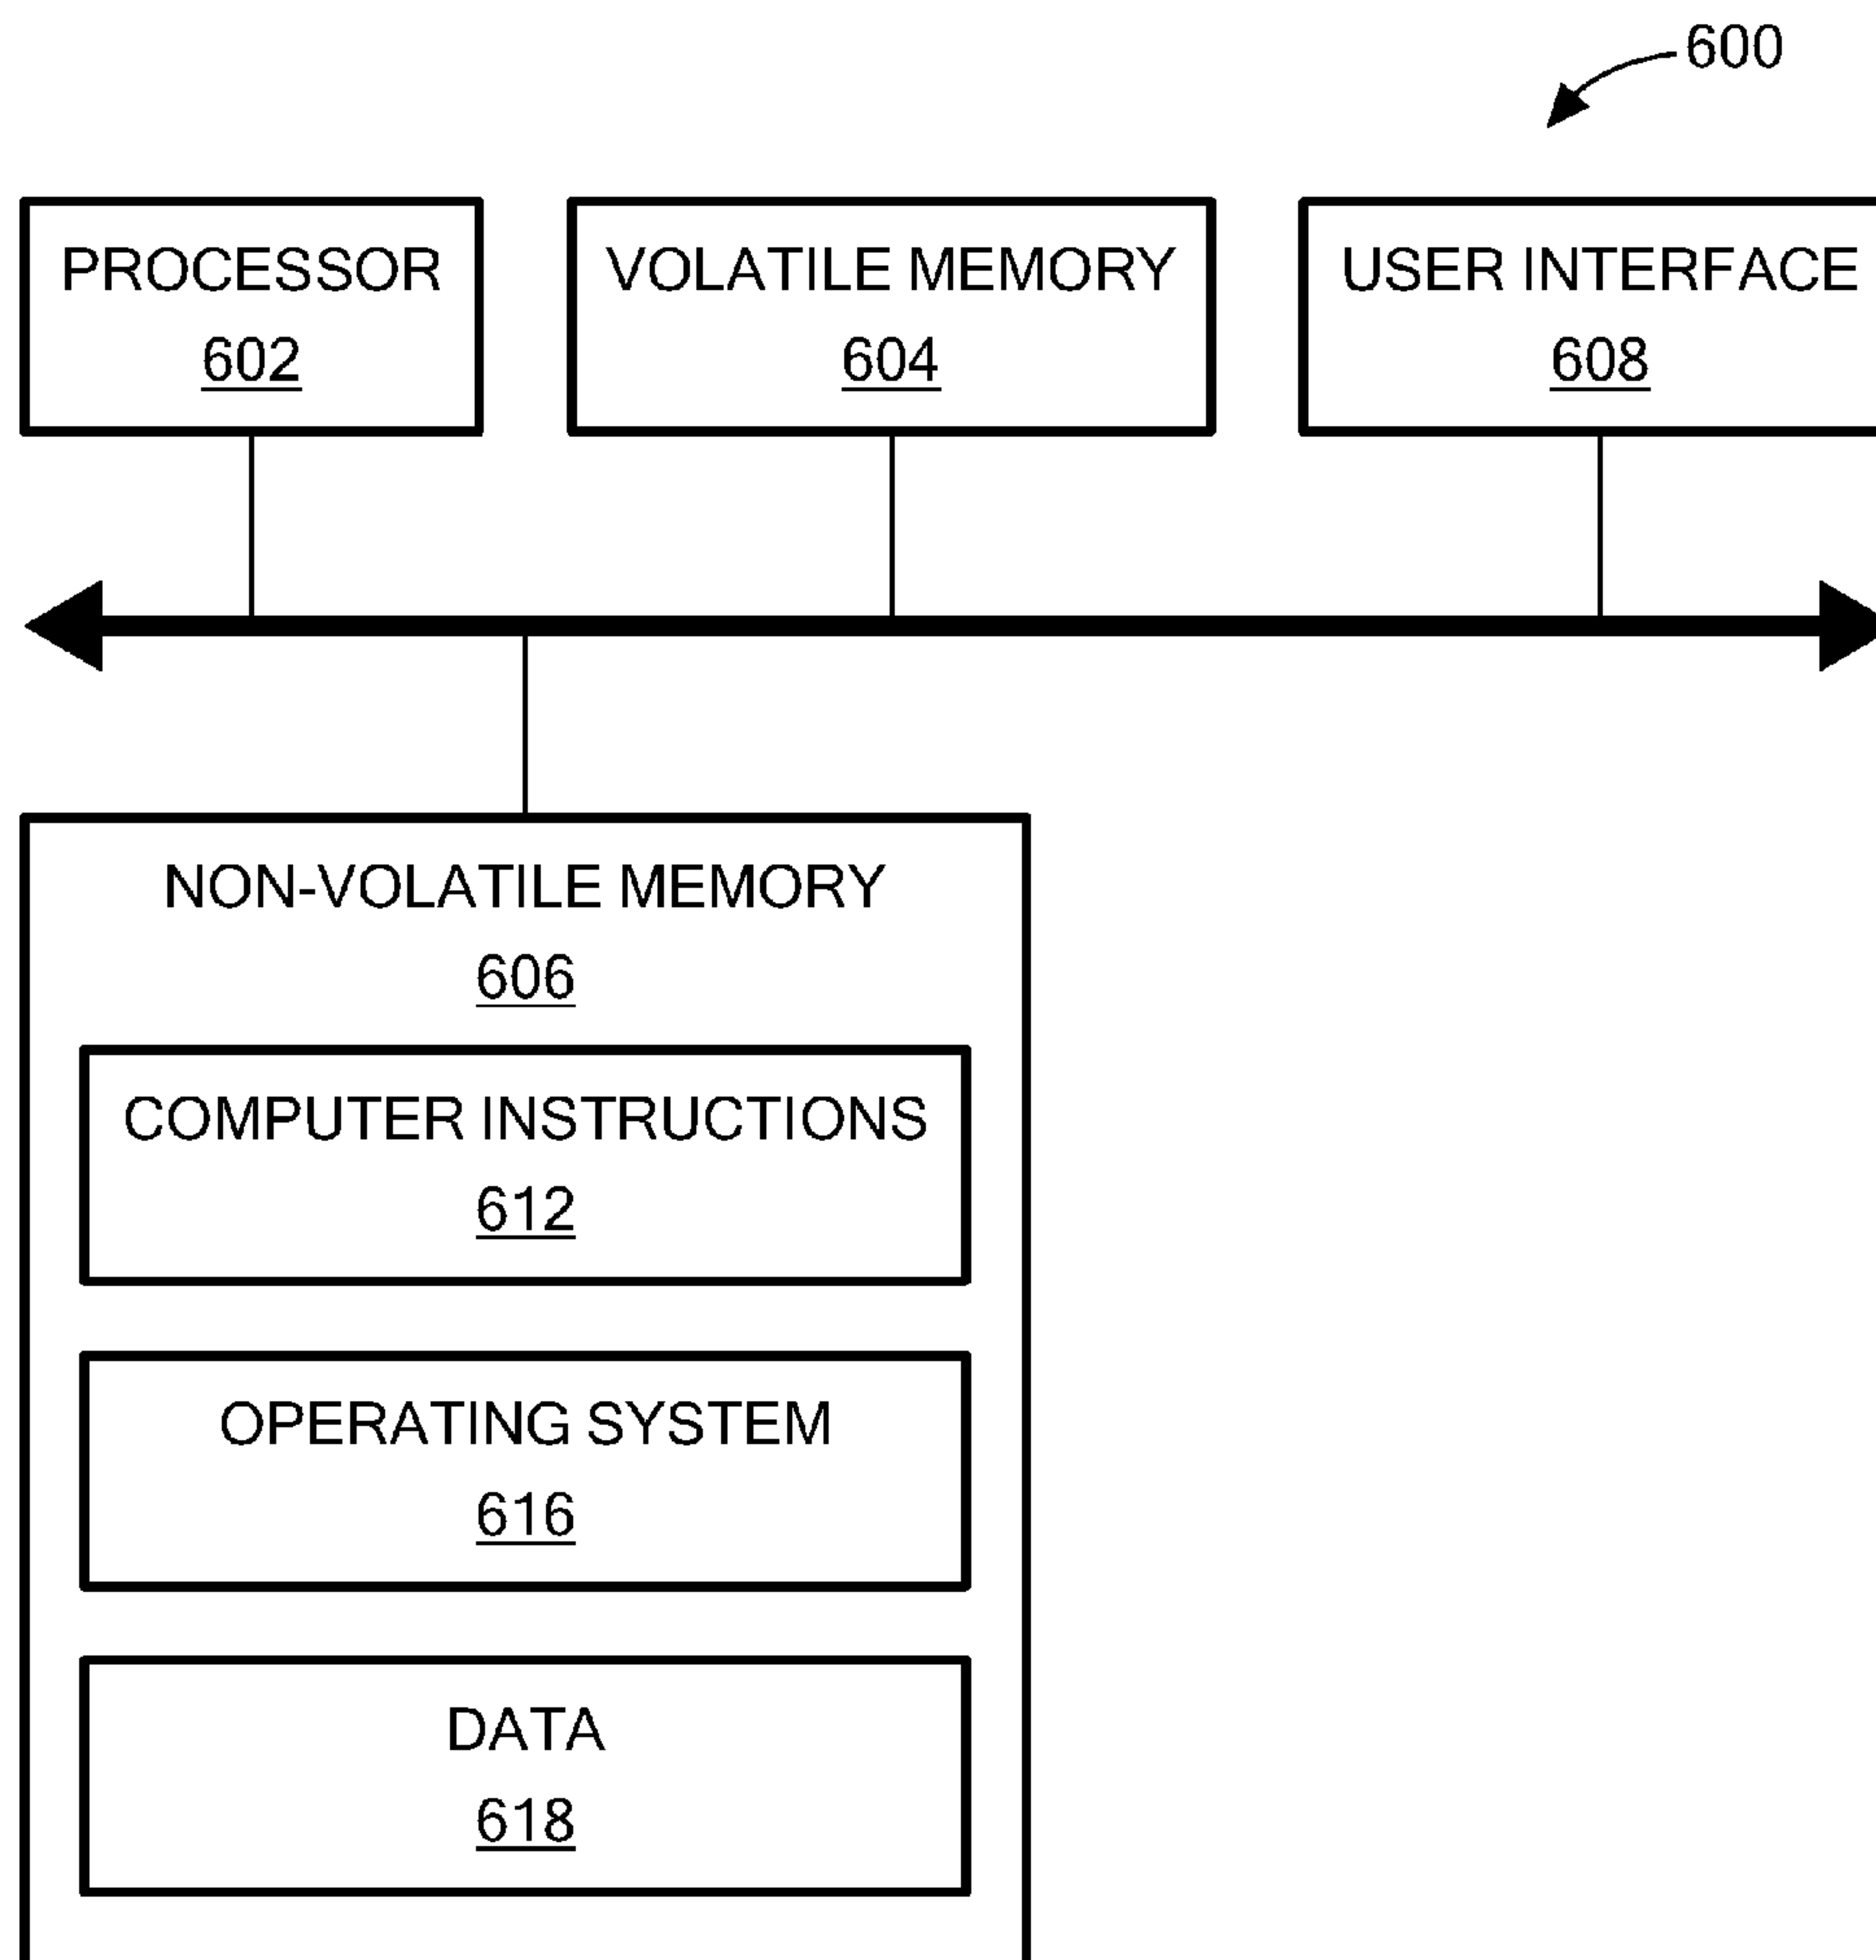 600
PROCESSOR
602
VOLATILE MEMORY
604
USER INTERFACE
608
NON-VOLATILE MEMORY
606
COMPUTER INSTRUCTIONS
612
OPERATING SYSTEM
616
DATA
618